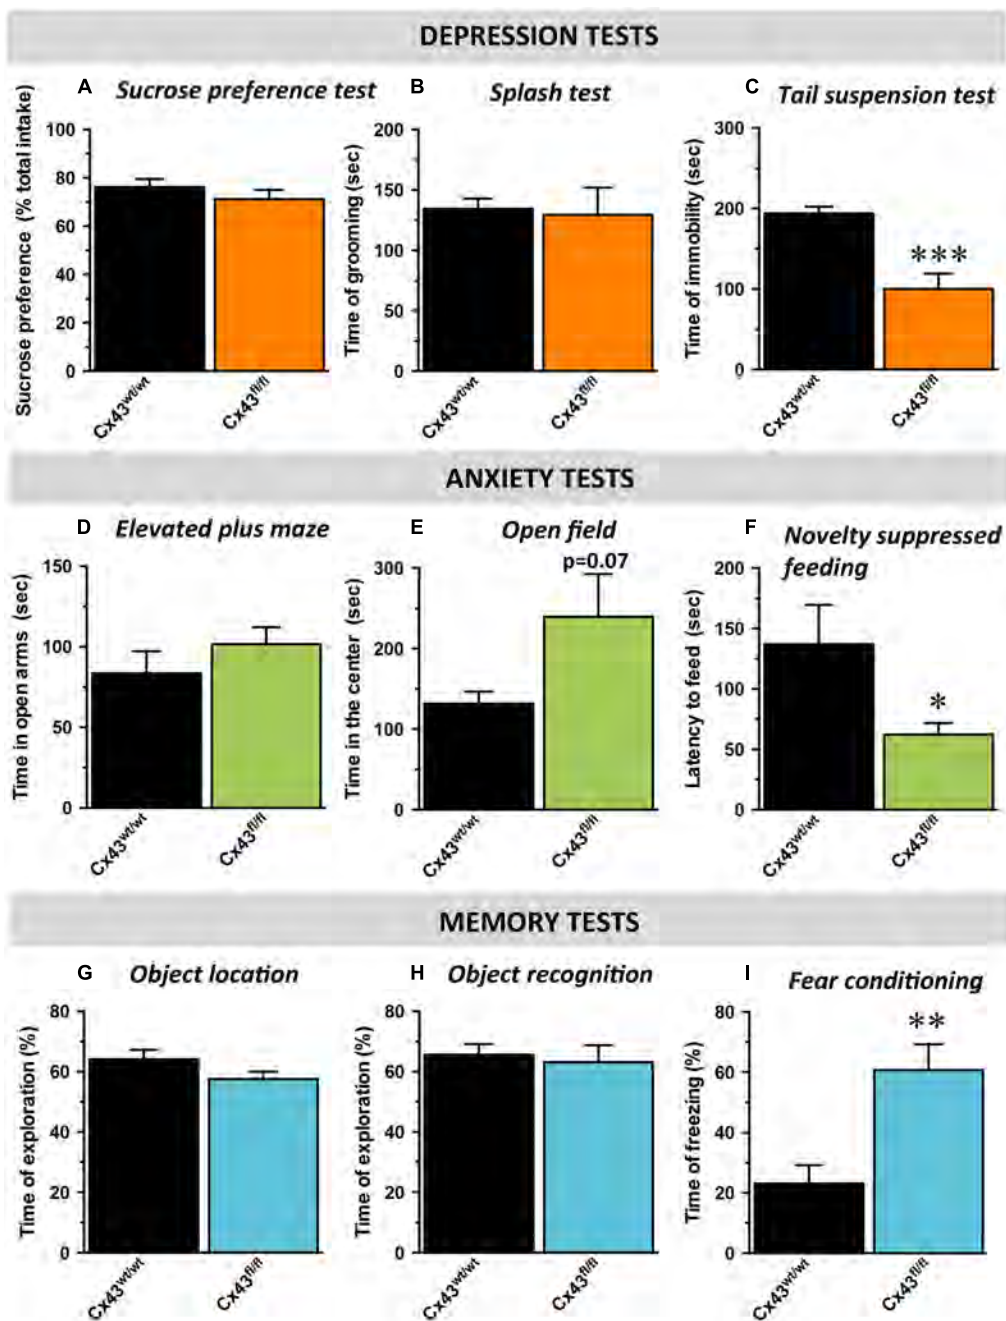 DEPRESSION TESTS
A Sucrose preference test
Sucrose preference (% total intake)
100
80
60
40
20
0
Cx43wt/wt
Cx43fl/fl
B Splash test
Time of grooming (sec)
200
150
100
50
0
Cx43wt/wt
Cx43fl/fl
C Tail suspension test
Time of immobility (sec)
300
200
100
0
***
Cx43wt/wt
Cx43fl/fl
ANXIETY TESTS
D Elevated plus maze
Time in open arms (sec)
150
100
50
0
Cx43wt/wt
Cx43fl/fl
E Open field
p=0.07
Time in the center (sec)
300
200
100
0
Cx43wt/wt
Cx43fl/fl
F Novelty suppressed
feeding
Latency to feed (sec)
200
150
100
50
0
*
Cx43wt/wt
Cx43fl/fl
MEMORY TESTS
G Object location
Time of exploration (%)
80
60
40
20
0
Cx43wt/wt
Cx43fl/fl
H Object recognition
Time of exploration (%)
80
60
40
20
0
Cx43wt/wt
Cx43fl/fl
I Fear conditioning
Time of freezing (%)
80
60
40
20
0
**
Cx43wt/wt
Cx43fl/fl